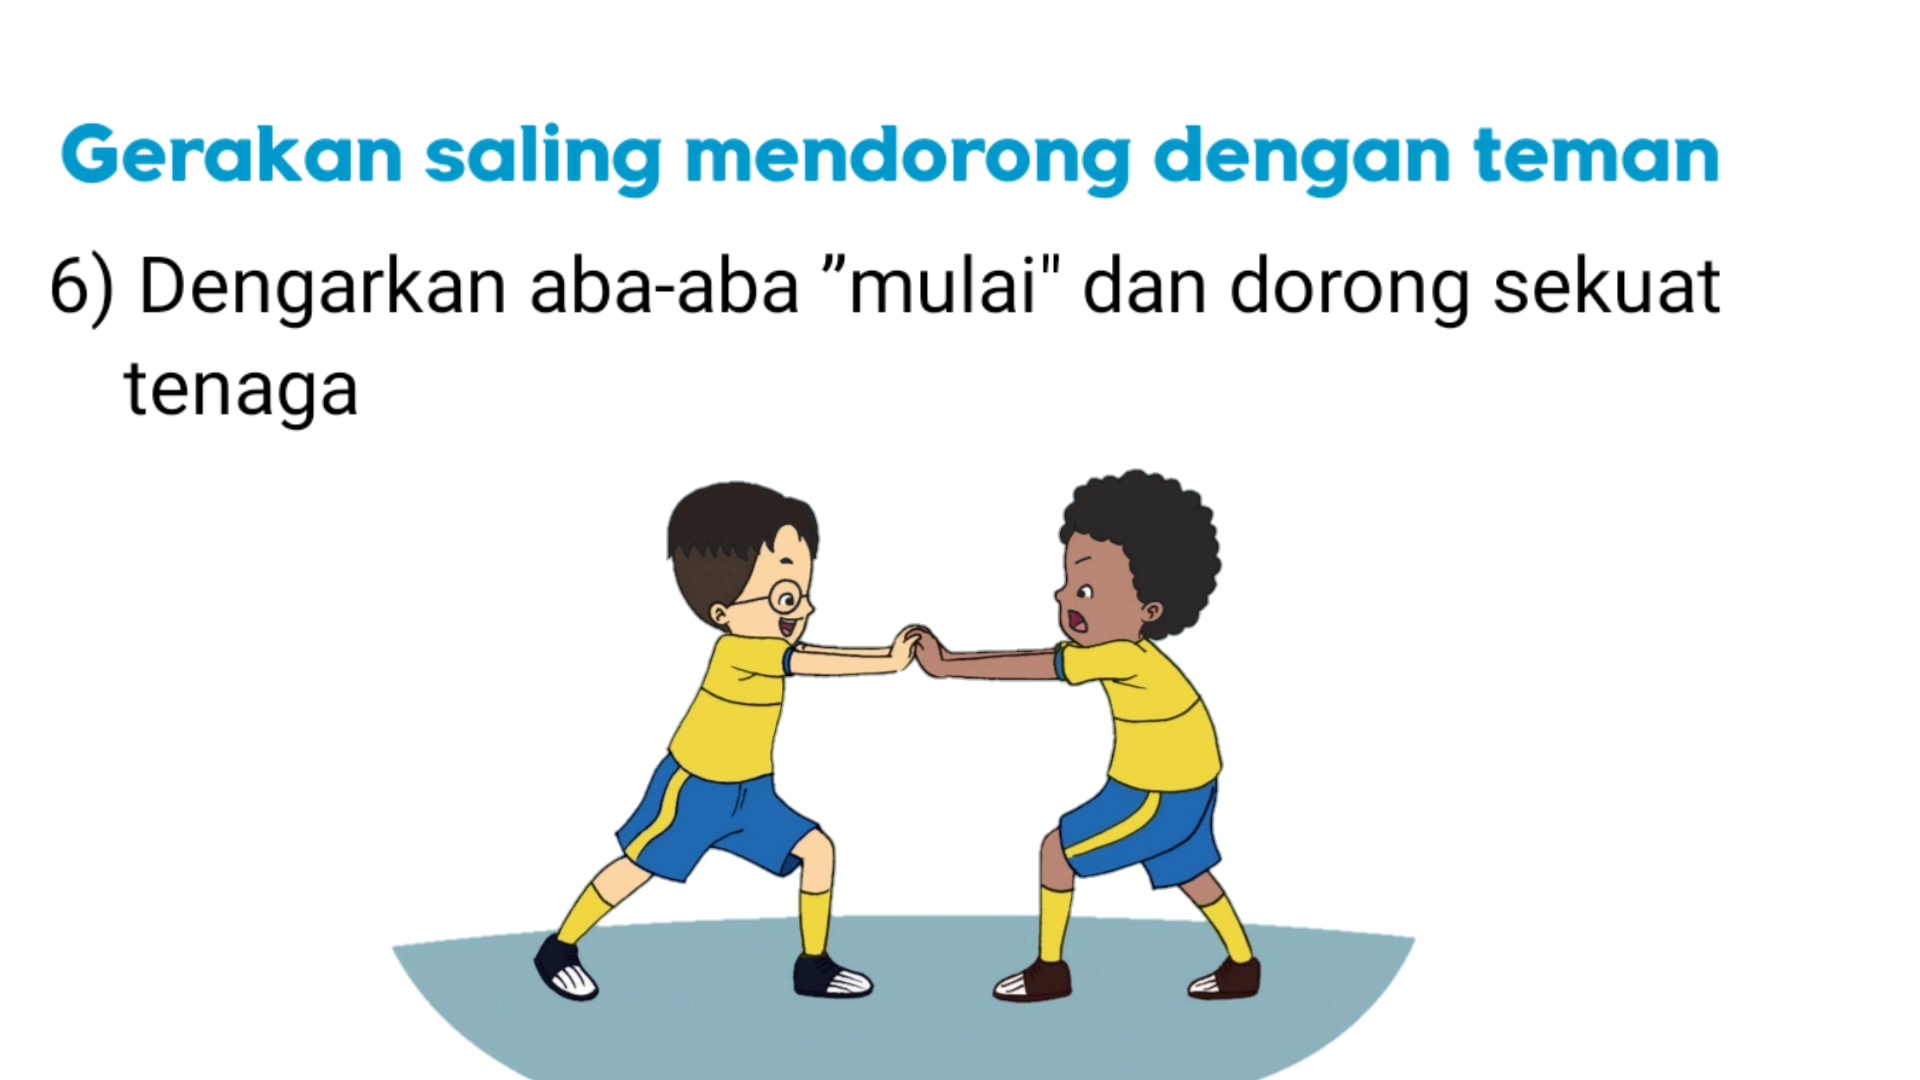 Gerakan saling mendorong dengan teman
6) Dengarkan aba-aba ”mulai" dan dorong sekuat
tenaga